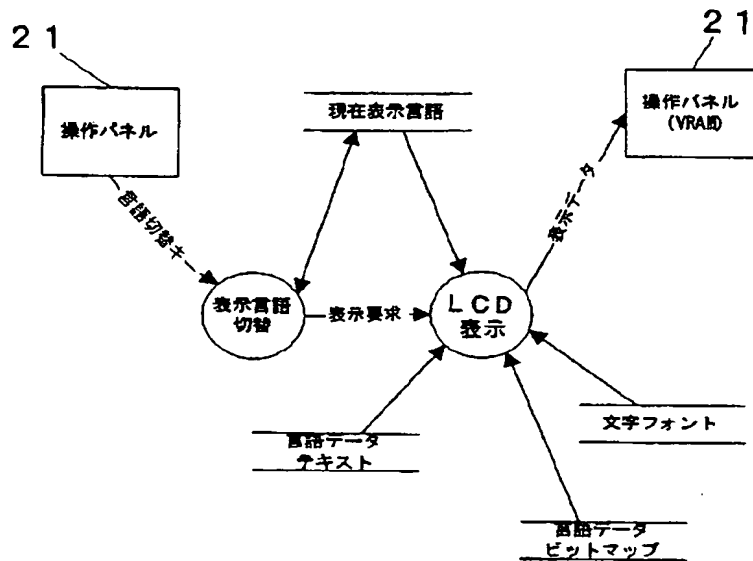 21
21
操作パネル
現在表示言語
操作パネル
(VRAM)
言語切替キ
表示データ
表示言語
切替
表示要求
LCD
表示
文字フォント
言語データ
テキスト
言語データ
ビットマップ